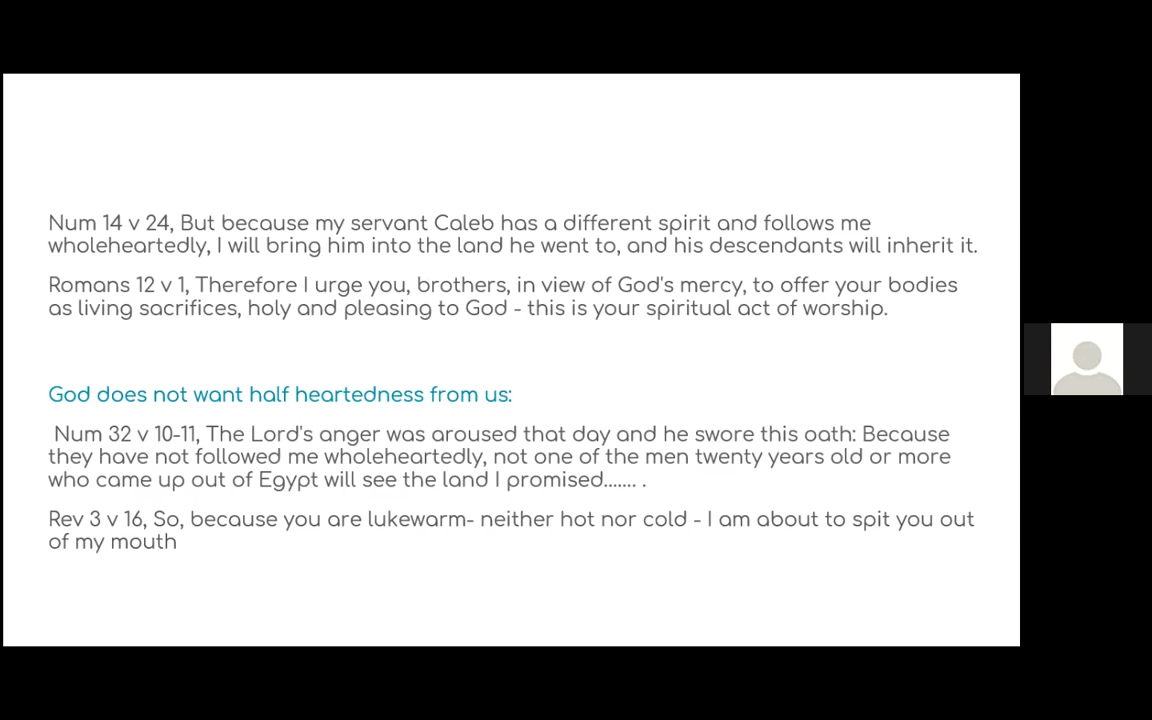 Num 14 v 24, But because my servant Caleb has a different spirit and follows me
wholeheartedly, I will bring him into the land he went to, and his descendants will inherit it.
Romans 12 v 1, Therefore I urge you, brothers, in view of God's mercy, to offer your bodies
as living sacrifices, holy and pleasing to God - this is your spiritual act of worship.
God does not want half heartedness from us:
Num 32 v 10-11, The Lord's anger was aroused that day and he swore this oath: Because
they have not followed me wholeheartedly, not one of the men twenty years old or more
who came up out of Egypt will see the land I promised....... .
Rev 3 v 16, So, because you are lukewarm- neither hot nor cold - I am about to spit you out
of my mouth